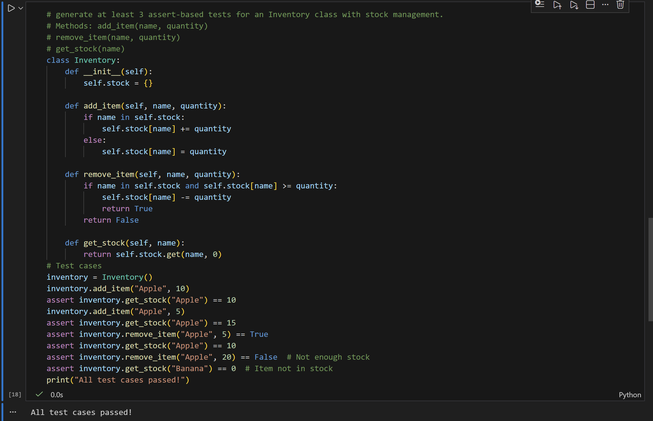 # generate at least 3 assert-based tests for an Inventory class with stock management.
# Methods: add_item(name, quantity)
# remove_item(name, quantity)
# get_stock(name)
class Inventory:
    def __init__(self):
        self.stock = {}

    def add_item(self, name, quantity):
        if name in self.stock:
            self.stock[name] += quantity
        else:
            self.stock[name] = quantity

    def remove_item(self, name, quantity):
        if name in self.stock and self.stock[name] >= quantity:
            self.stock[name] -= quantity
            return True
        return False

    def get_stock(self, name):
        return self.stock.get(name, 0)
# Test cases
inventory = Inventory()
inventory.add_item("Apple", 10)
assert inventory.get_stock("Apple") == 10
inventory.add_item("Apple", 5)
assert inventory.get_stock("Apple") == 15
assert inventory.remove_item("Apple", 5) == True
assert inventory.get_stock("Apple") == 10
assert inventory.remove_item("Apple", 20) == False  # Not enough stock
assert inventory.get_stock("Banana") == 0  # Item not in stock
print("All test cases passed!")
[18] 0.0s Python
All test cases passed!